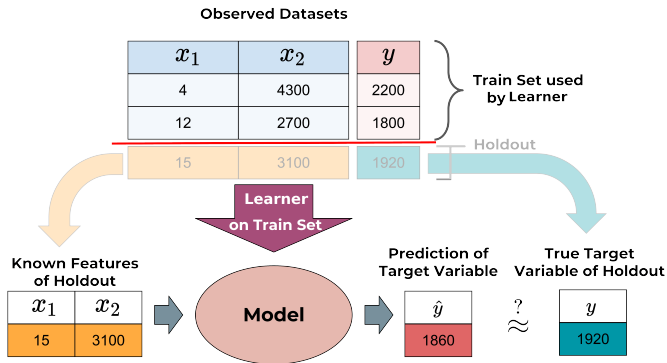 Observed Datasets
x₁ x₂ y
4 4300 2200
12 2700 1800
Train Set used
by Learner
15 3100 1920
Holdout
Learner
on Train Set
Known Features
of Holdout
x₁ x₂
15 3100
Model
Prediction of
Target Variable
ŷ
1860
?
≈
True Target
Variable of Holdout
y
1920